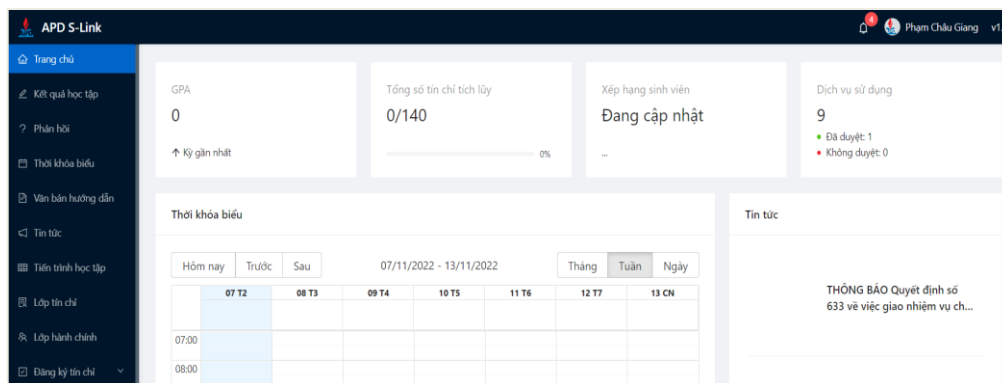 APD S-Link
4
Phạm Châu Giang
v1.
Trang chủ
Kết quả học tập
Phản hồi
Thời khóa biểu
Văn bản hướng dẫn
Tin tức
Tiến trình học tập
Lớp tín chỉ
Lớp hành chính
Đăng ký tín chỉ
GPA
0
Kỳ gần nhất
Tổng số tín chỉ tích lũy
0/140
0%
Xếp hạng sinh viên
Đang cập nhật
...
Dịch vụ sử dụng
9
Đã duyệt: 1
Không duyệt: 0
Thời khóa biểu
Hôm nay Trước Sau 07/11/2022 - 13/11/2022 Tháng Tuần Ngày
07 T2 08 T3 09 T4 10 T5 11 T6 12 T7 13 CN
07:00
08:00
Tin tức
THÔNG BÁO Quyết định số
633 về việc giao nhiệm vụ ch...